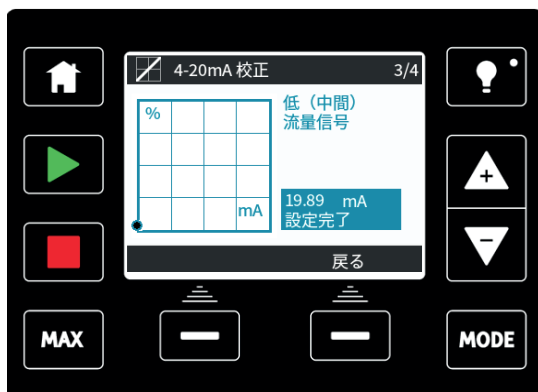 4-20mA 校正 3/4
%
mA
低（中間）
流量信号
19.89 mA
設定完了
戻る
MAX
MODE